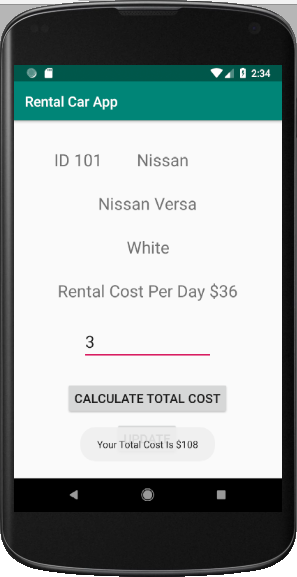 2:34
Rental Car App
ID 101 Nissan
Nissan Versa
White
Rental Cost Per Day $36
3
CALCULATE TOTAL COST
UPDATE
Your Total Cost Is $108